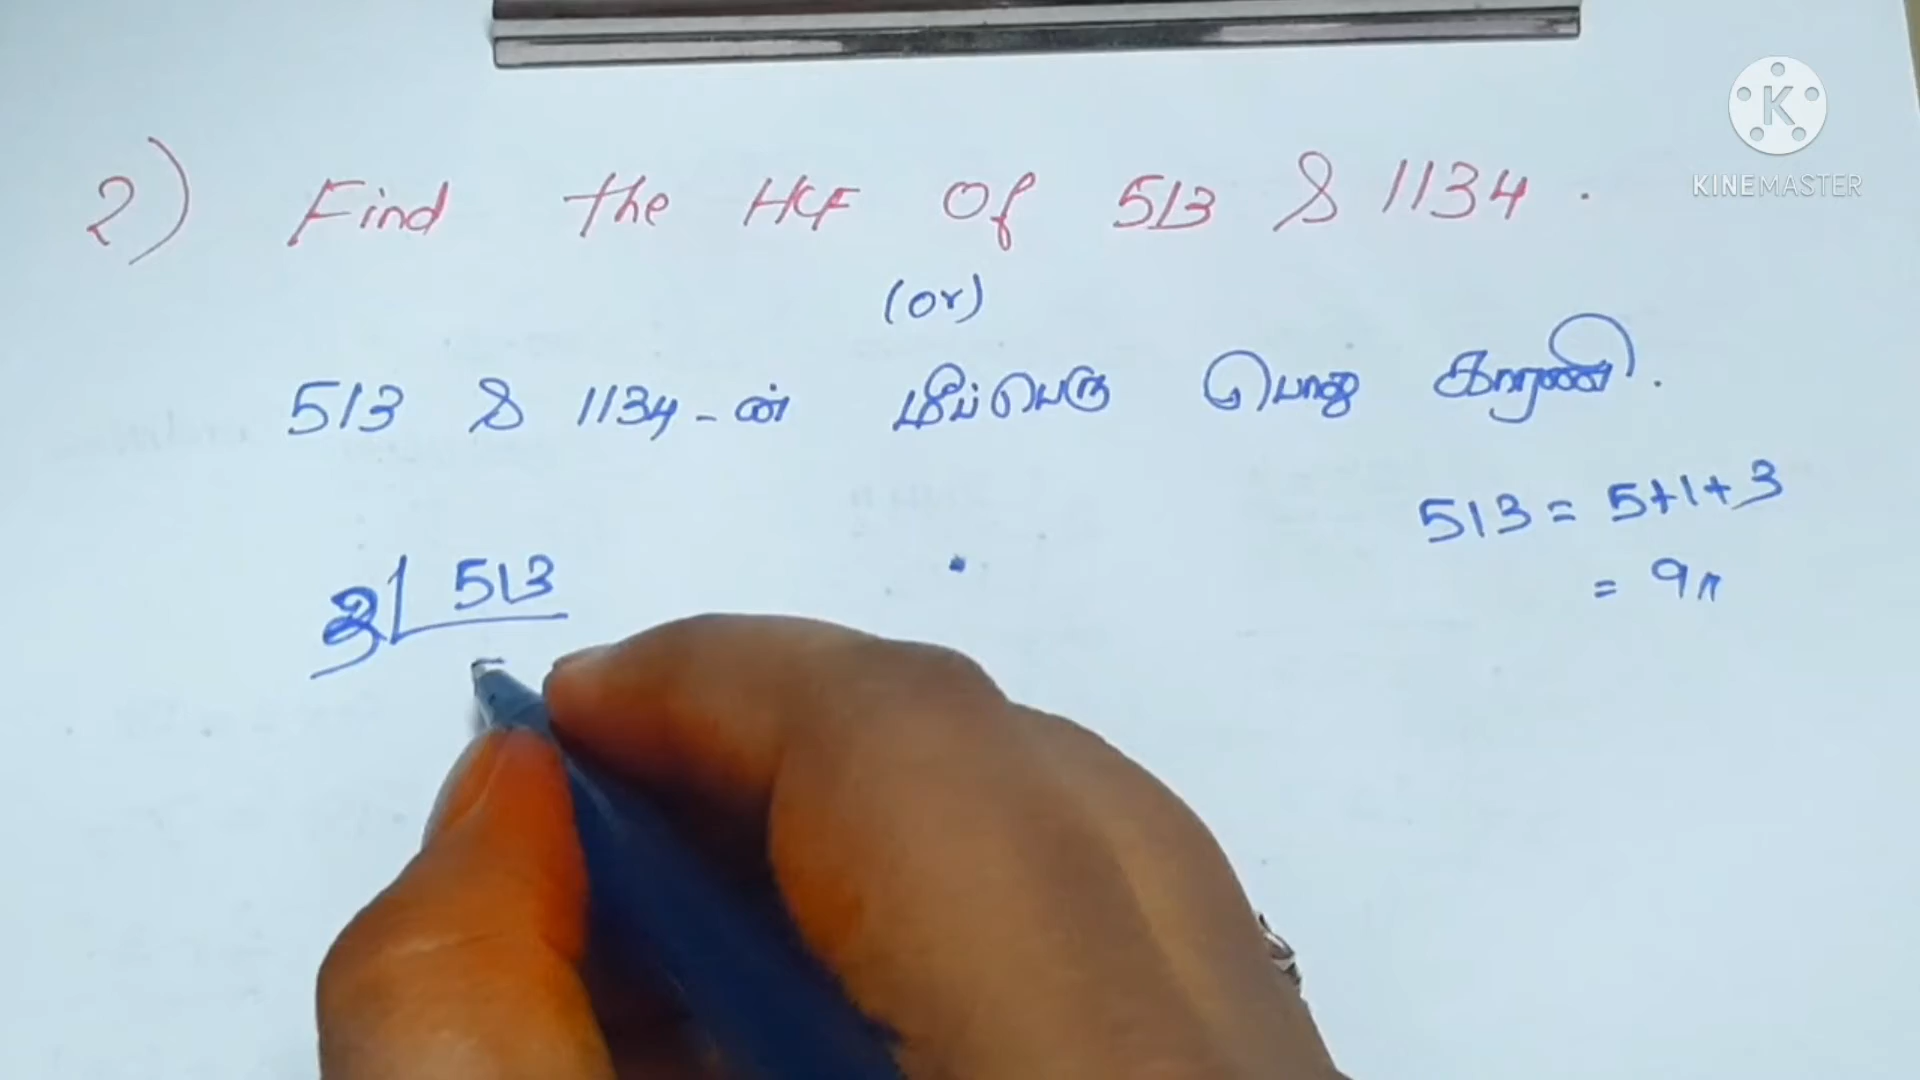 KINEMASTER
2) Find the HCF Of 513 & 1134.
(or)
513 & 1134-ன் மீப்பெரு பொது காரணி.
513 = 5+1+3
= 9
3 513